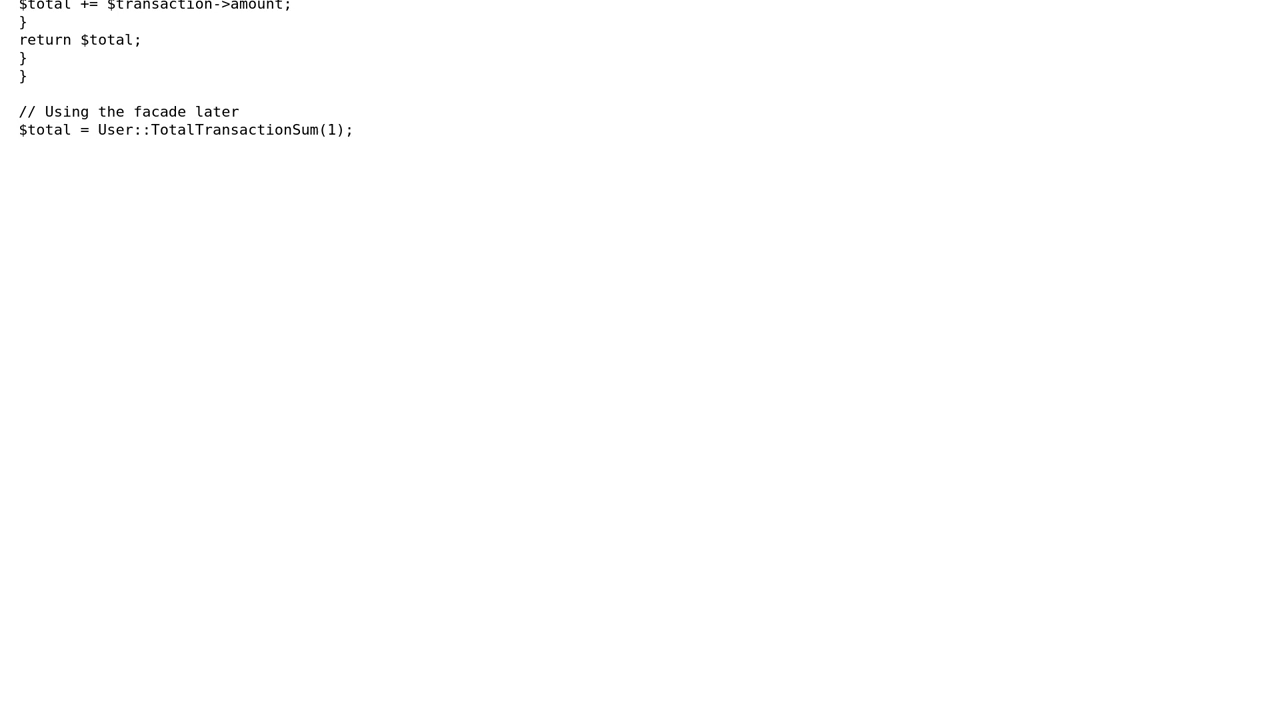 $total += $transaction->amount;
}
return $total;
}
}

// Using the facade later
$total = User::TotalTransactionSum(1);